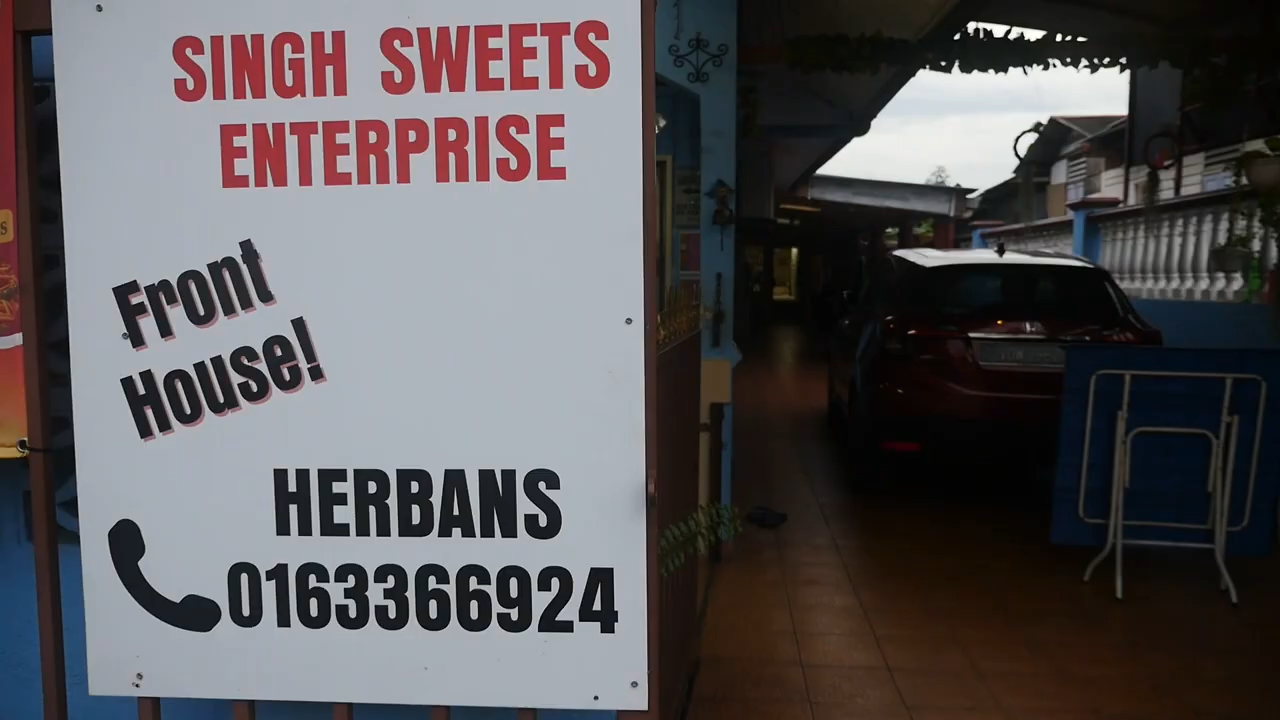 SINGH SWEETS
ENTERPRISE
Front
House!
HERBANS
0163366924